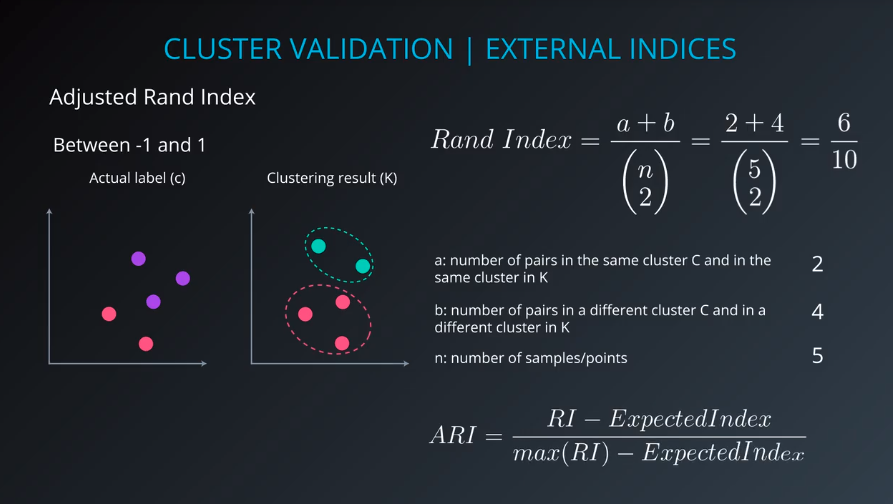 CLUSTER VALIDATION | EXTERNAL INDICES
Adjusted Rand Index
Between -1 and 1
Actual label (c)
Clustering result (K)
Rand Index = \frac{a + b}{\binom{n}{2}} = \frac{2 + 4}{\binom{5}{2}} = \frac{6}{10}
a: number of pairs in the same cluster C and in the
same cluster in K
2
b: number of pairs in a different cluster C and in a
different cluster in K
4
n: number of samples/points
5
ARI = \frac{RI - ExpectedIndex}{max(RI) - ExpectedIndex}